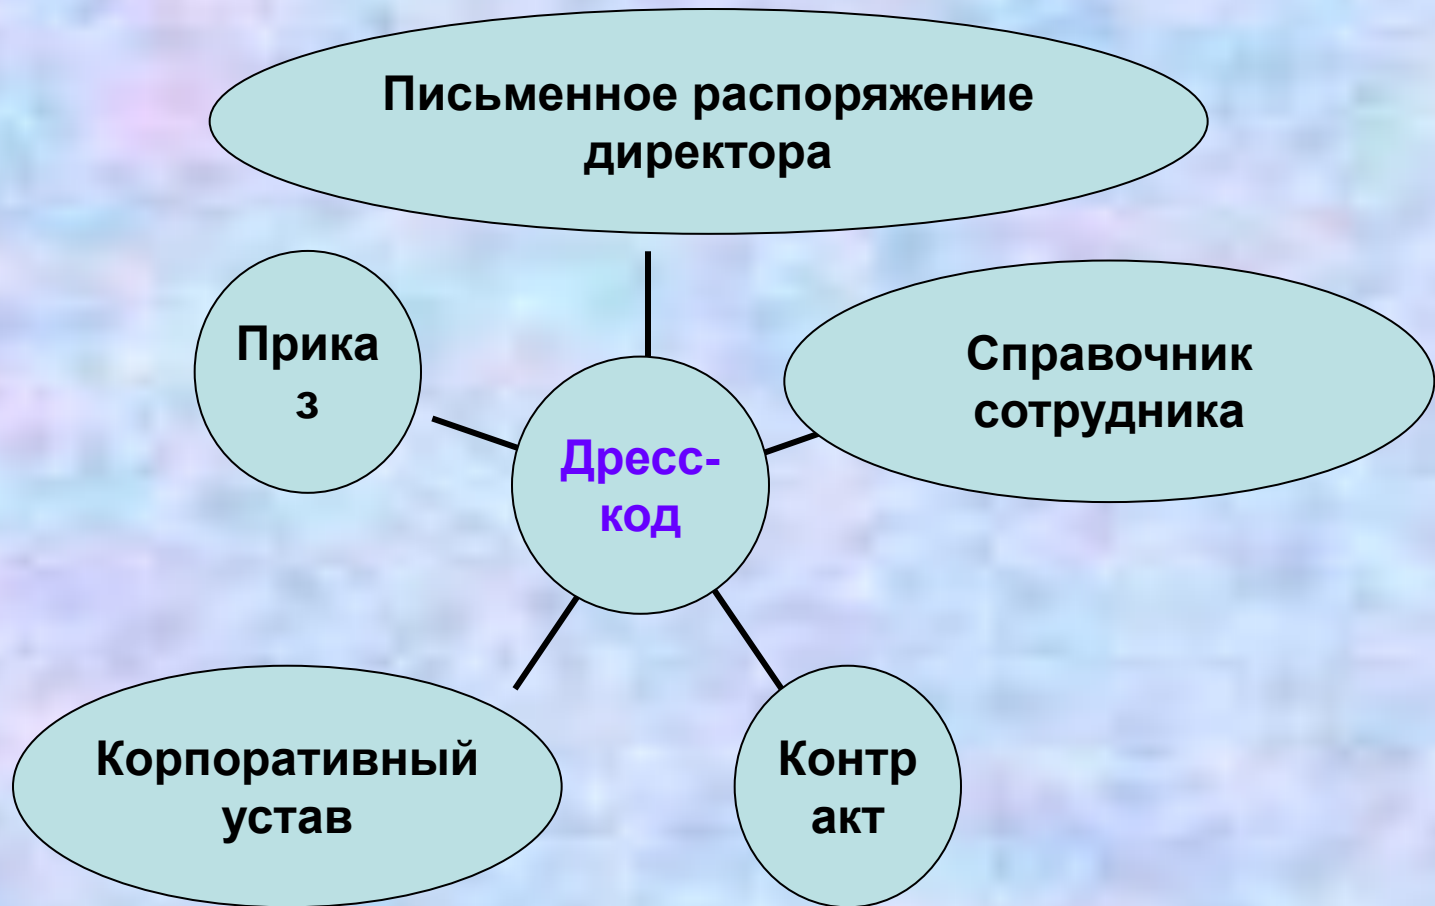 Письменное распоряжение
директора
Прика
з
Справочник
сотрудника
Дресс-
код
Корпоративный
устав
Контр
акт